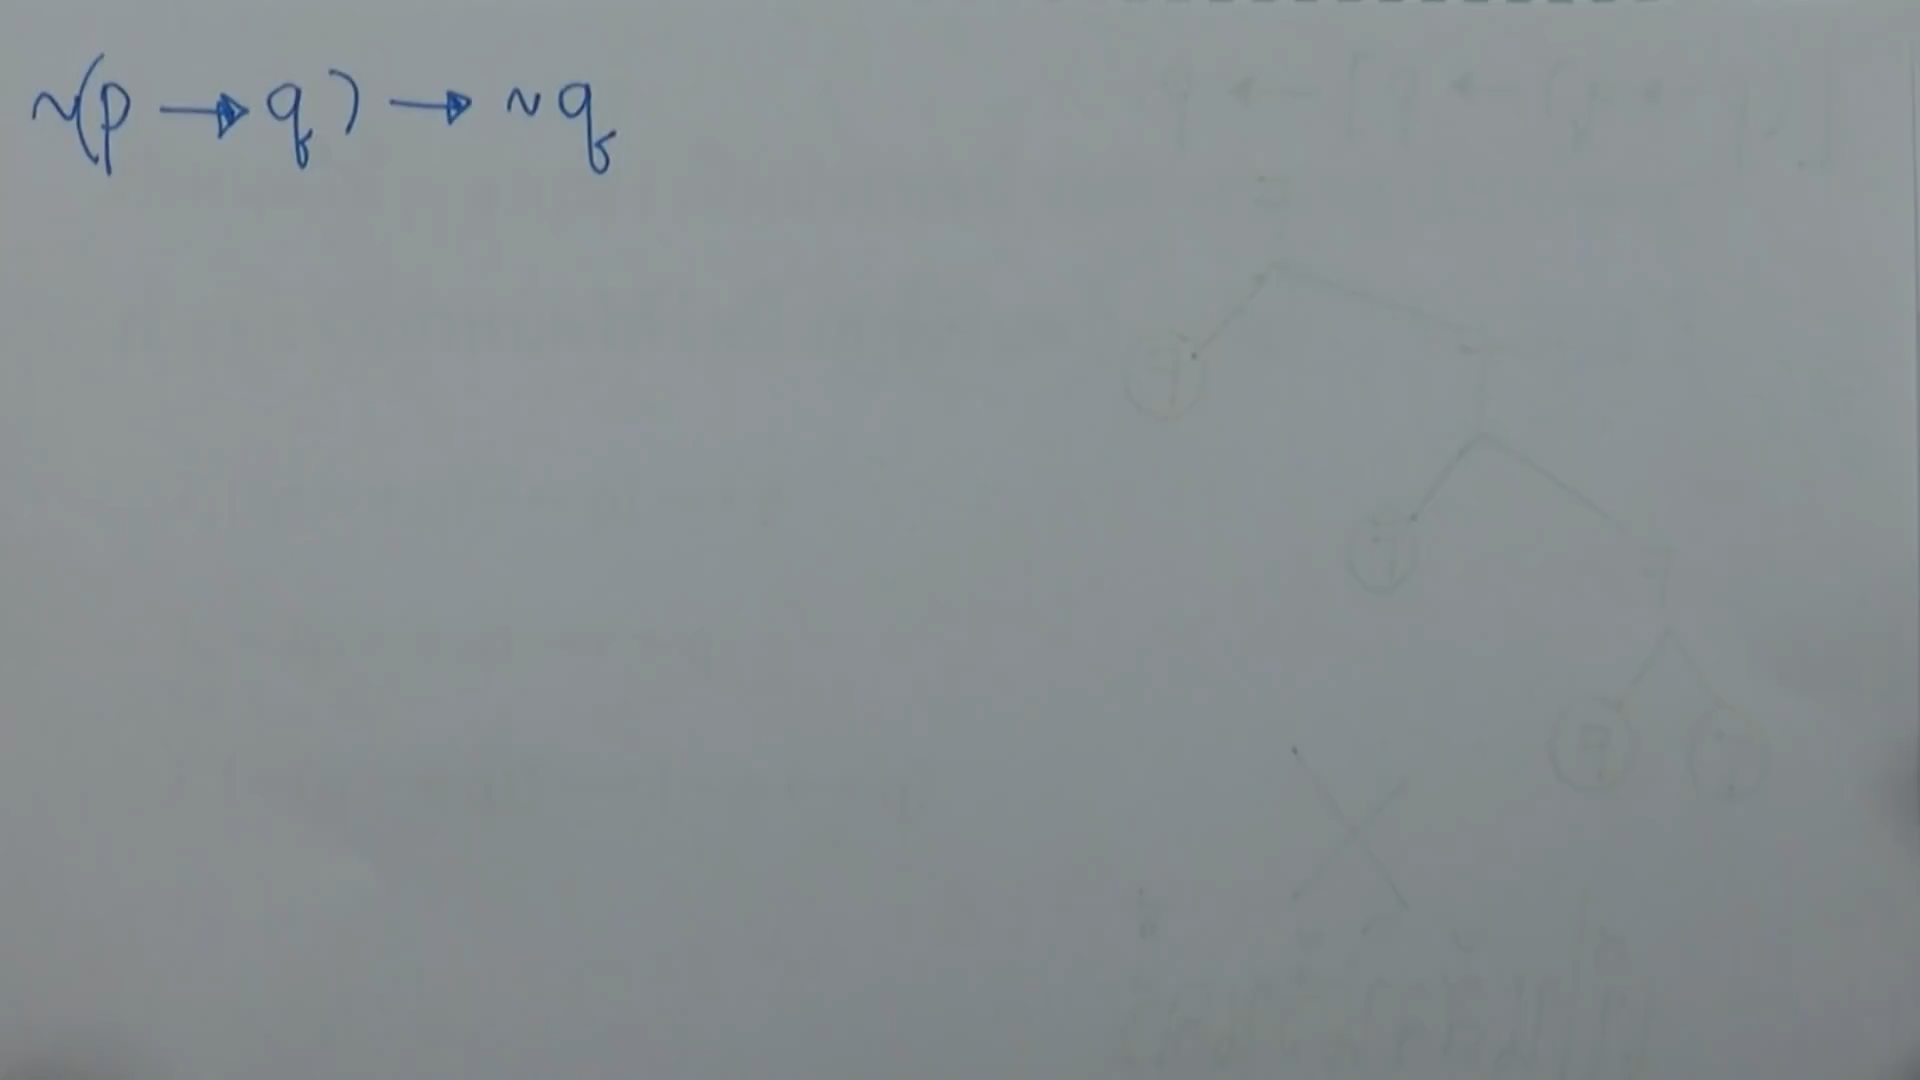 ~(p → q) → ~q